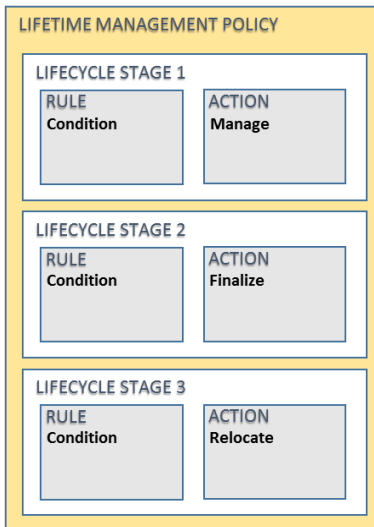 LIFETIME MANAGEMENT POLICY
LIFECYCLE STAGE 1
RULE
Condition
ACTION
Manage
LIFECYCLE STAGE 2
RULE
Condition
ACTION
Finalize
LIFECYCLE STAGE 3
RULE
Condition
ACTION
Relocate